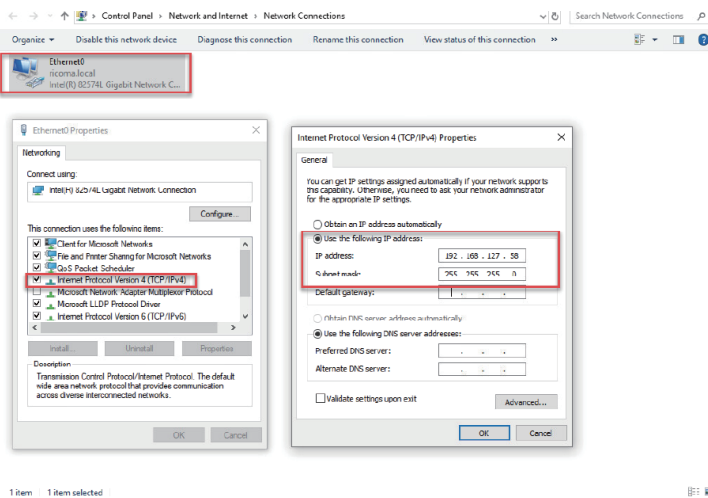 Control Panel › Network and Internet › Network Connections
Search Network Connections
Organize
Disable this network device
Diagnose this connection
Rename this connection
View status of this connection
»
Ethernet0
ricoma.local
Intel(R) 82574L Gigabit Network C...
Ethernet0 Properties
Networking
Connect using:
Intel(R) 82574L Gigabit Network Connection
Configure...
This connection uses the following items:
Client for Microsoft Networks
File and Printer Sharing for Microsoft Networks
QoS Packet Scheduler
Internet Protocol Version 4 (TCP/IPv4)
Microsoft Network Adapter Multiplexor Protocol
Microsoft LLDP Protocol Driver
Internet Protocol Version 6 (TCP/IPv6)
Install...
Uninstall
Properties
Description
Transmission Control Protocol/Internet Protocol. The default
wide area network protocol that provides communication
across diverse interconnected networks.
OK
Cancel
Internet Protocol Version 4 (TCP/IPv4) Properties
General
You can get IP settings assigned automatically if your network supports
this capability. Otherwise, you need to ask your network administrator
for the appropriate IP settings.
Obtain an IP address automatically
Use the following IP address:
IP address:
192 . 168 . 127 . 58
Subnet mask:
255 . 255 . 255 . 0
Default gateway:
. . .
Obtain DNS server address automatically
Use the following DNS server addresses:
Preferred DNS server:
. . .
Alternate DNS server:
. . .
Validate settings upon exit
Advanced...
OK
Cancel
1 item
1 item selected